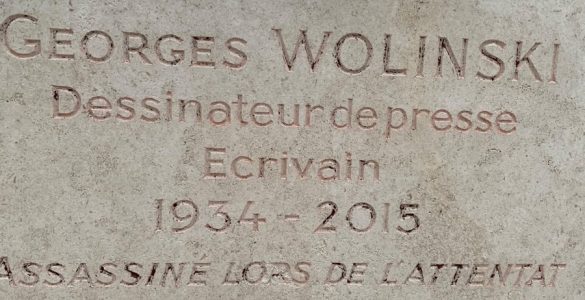 GEORGES WOLINSKI
Dessinateur de presse
Ecrivain
1934 - 2015
ASSASSINÉ LORS DE L'ATTENTAT